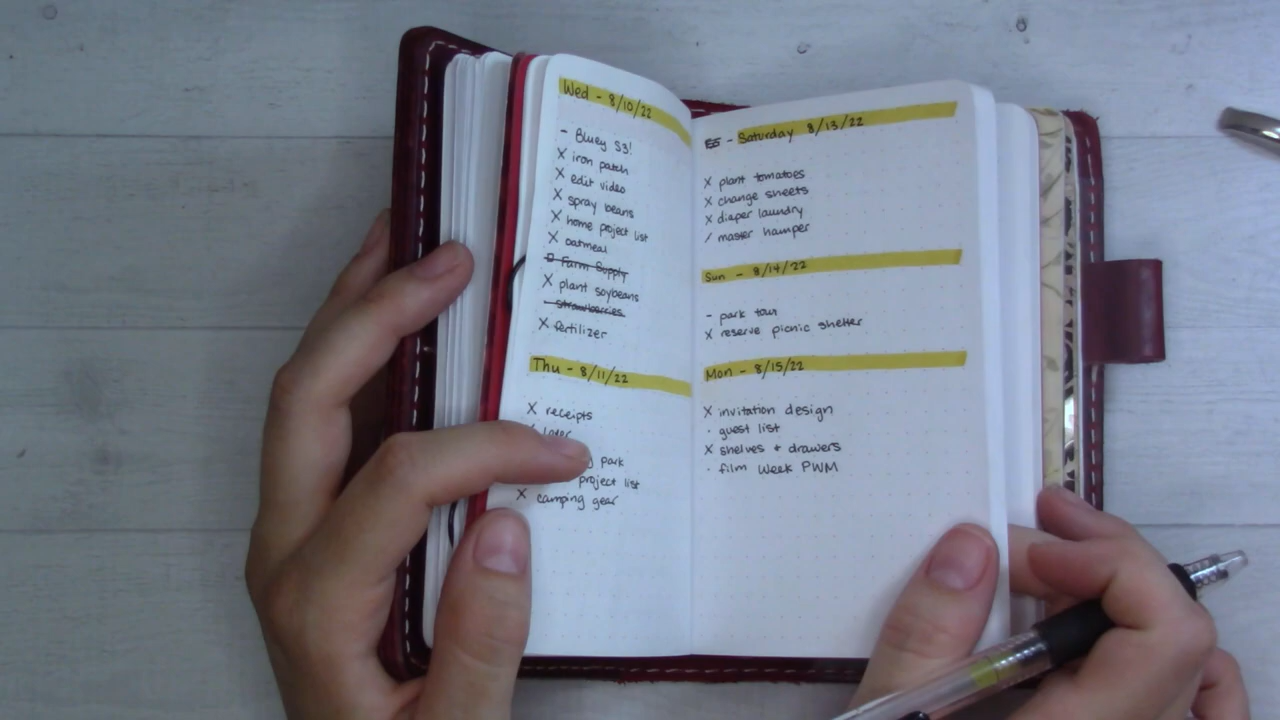 Wed - 8/10/22
- Bluey S3!
X iron patch
X edit video
X spray beans
X home project list
X oatmeal
Farm Supply
X plant soybeans
- strawberries
X fertilizer
Thu - 8/11/22
X receipts
park
project list
X camping gear
- Saturday 8/13/22
X plant tomatoes
X change sheets
X diaper laundry
/ master hamper
Sun - 8/14/22
- park tour
X reserve picnic shelter
Mon - 8/15/22
X invitation design
· guest list
X shelves + drawers
· film Week PWM